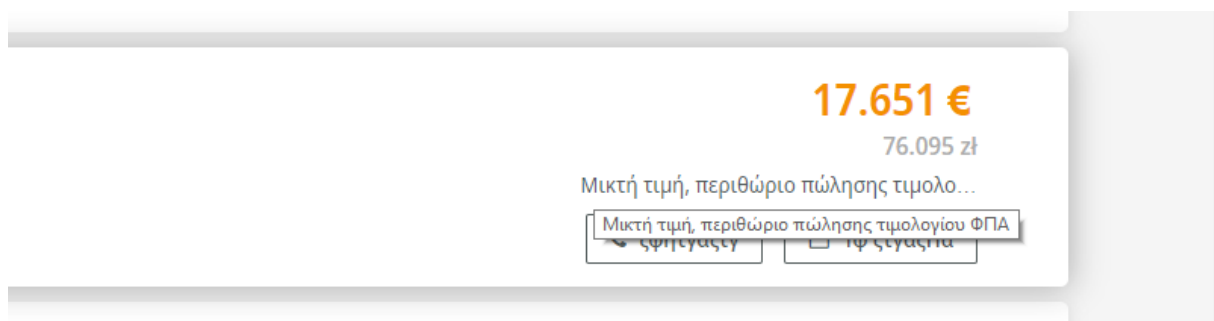 17.651 €
76.095 zł
Μικτή τιμή, περιθώριο πώλησης τιμολο...
Μικτή τιμή, περιθώριο πώλησης τιμολογίου ΦΠΑ